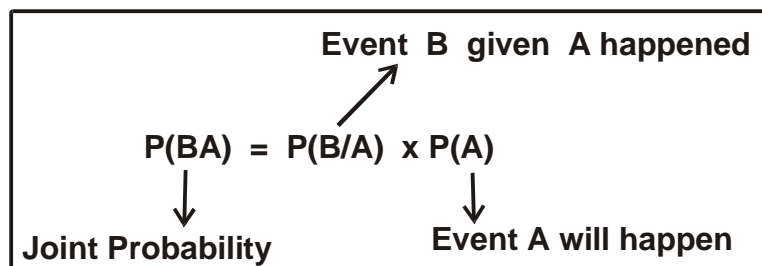 Event B given A happened
P(BA) = P(B/A) x P(A)
Joint Probability
Event A will happen